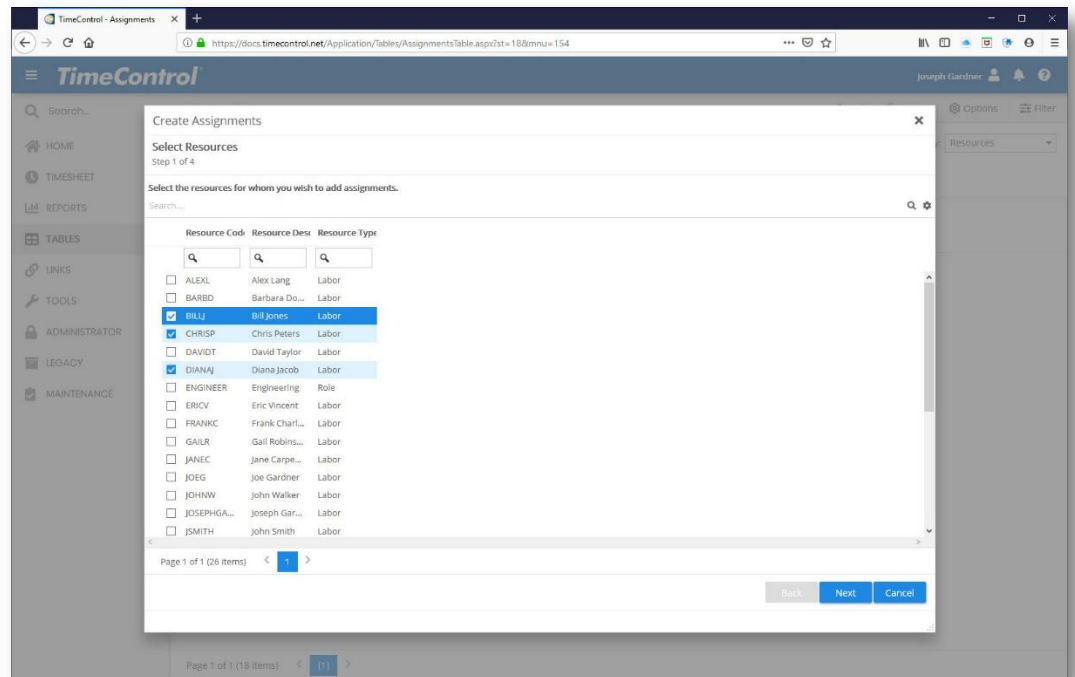 TimeControl - Assignments
https://docs.timecontrol.net/Application/Tables/AssignmentsTable.aspx?st=18&mnu=154
TimeControl
Joseph Gardner
Search...
Options
Filter
Create Assignments
HOME
Select Resources
Resources
Step 1 of 4
TIMESHEET
Select the resources for whom you wish to add assignments.
REPORTS
Search...
TABLES
Resource Code Resource Desc Resource Type
LINKS
ALEXL Alex Lang Labor
TOOLS
BARBD Barbara Do... Labor
BILLJ Bill Jones Labor
ADMINISTRATOR
CHRISP Chris Peters Labor
DAVIDT David Taylor Labor
LEGACY
DIANAJ Diana Jacob Labor
ENGINEER Engineering Role
MAINTENANCE
ERICV Eric Vincent Labor
FRANKC Frank Charl... Labor
GAILR Gail Robins... Labor
JANEC Jane Carpe... Labor
JOEG Joe Gardner Labor
JOHNW John Walker Labor
JOSEPHGA... Joseph Gar... Labor
JSMITH John Smith Labor
Page 1 of 1 (26 items) 1
Back Next Cancel
Page 1 of 1 (18 items) [1]